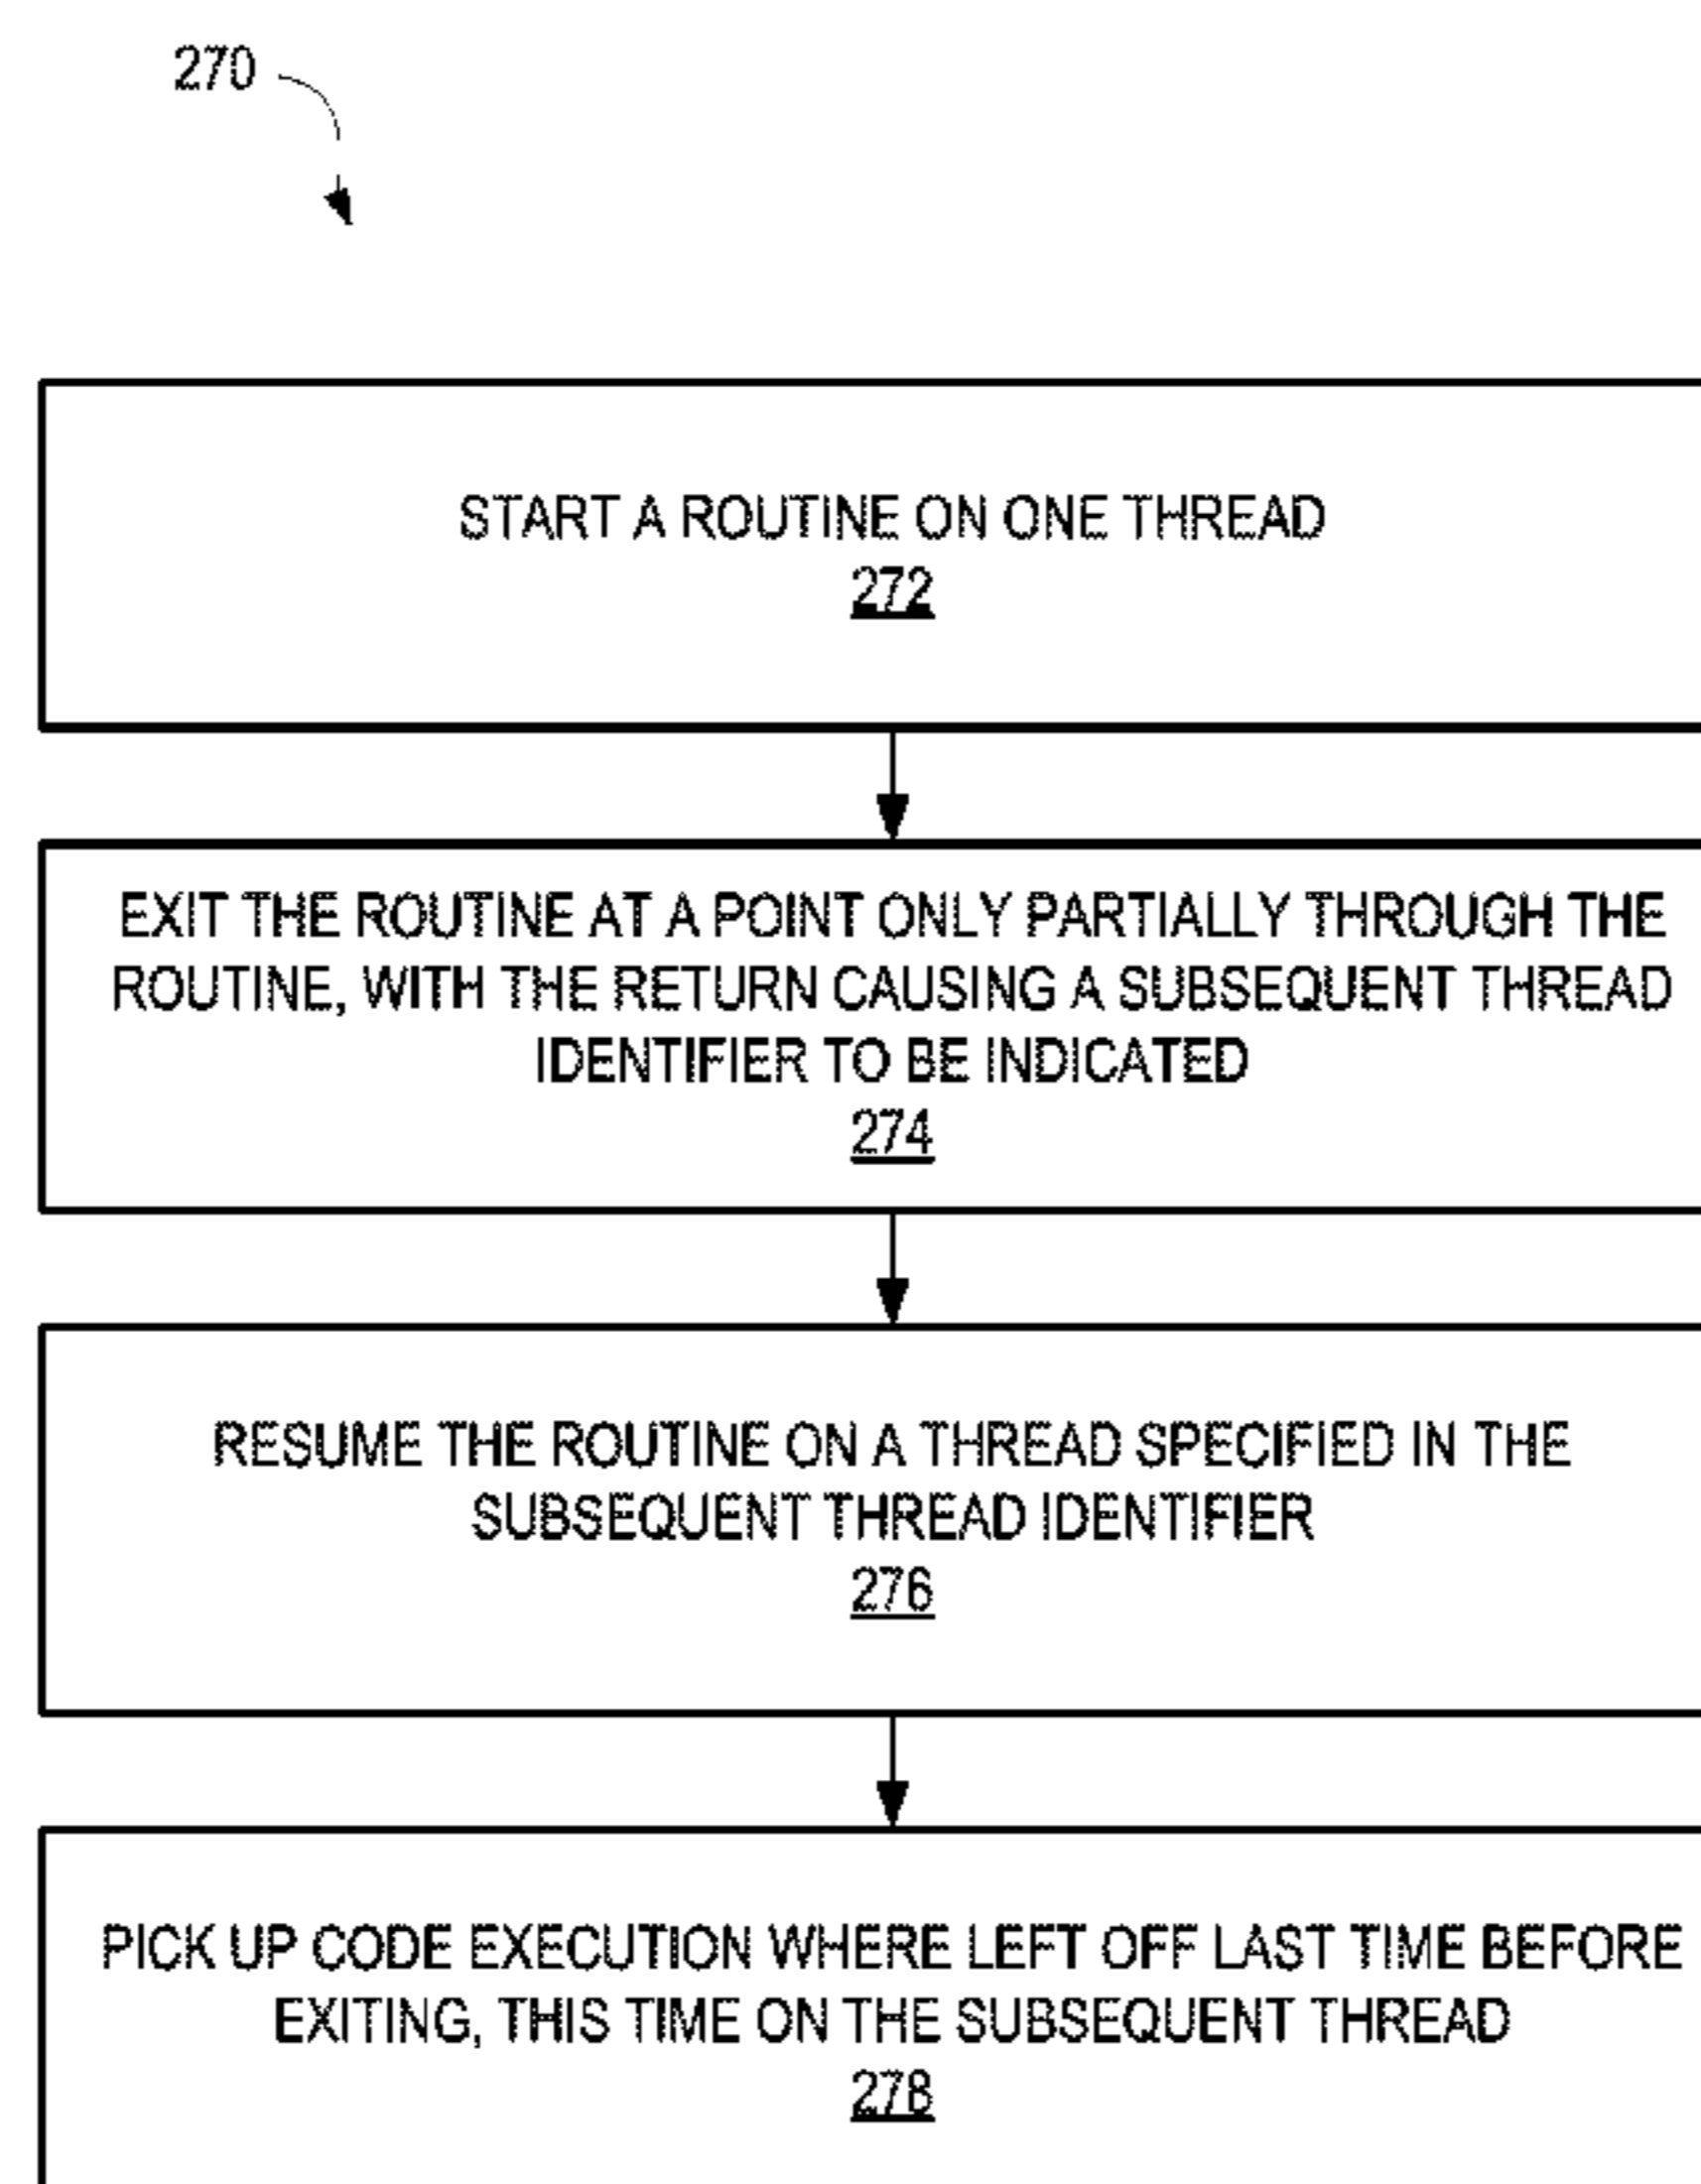 270
START A ROUTINE ON ONE THREAD
272
EXIT THE ROUTINE AT A POINT ONLY PARTIALLY THROUGH THE
ROUTINE, WITH THE RETURN CAUSING A SUBSEQUENT THREAD
IDENTIFIER TO BE INDICATED
274
RESUME THE ROUTINE ON A THREAD SPECIFIED IN THE
SUBSEQUENT THREAD IDENTIFIER
276
PICK UP CODE EXECUTION WHERE LEFT OFF LAST TIME BEFORE
EXITING, THIS TIME ON THE SUBSEQUENT THREAD
278